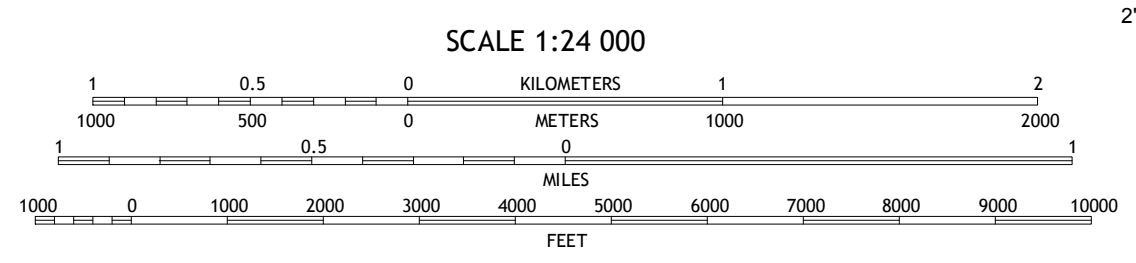 2'
SCALE 1:24 000
1 0.5 0 KILOMETERS 1 2
1000 500 0 METERS 1000 2000
1 0.5 0 1
MILES
1000 0 1000 2000 3000 4000 5000 6000 7000 8000 9000 10000
FEET